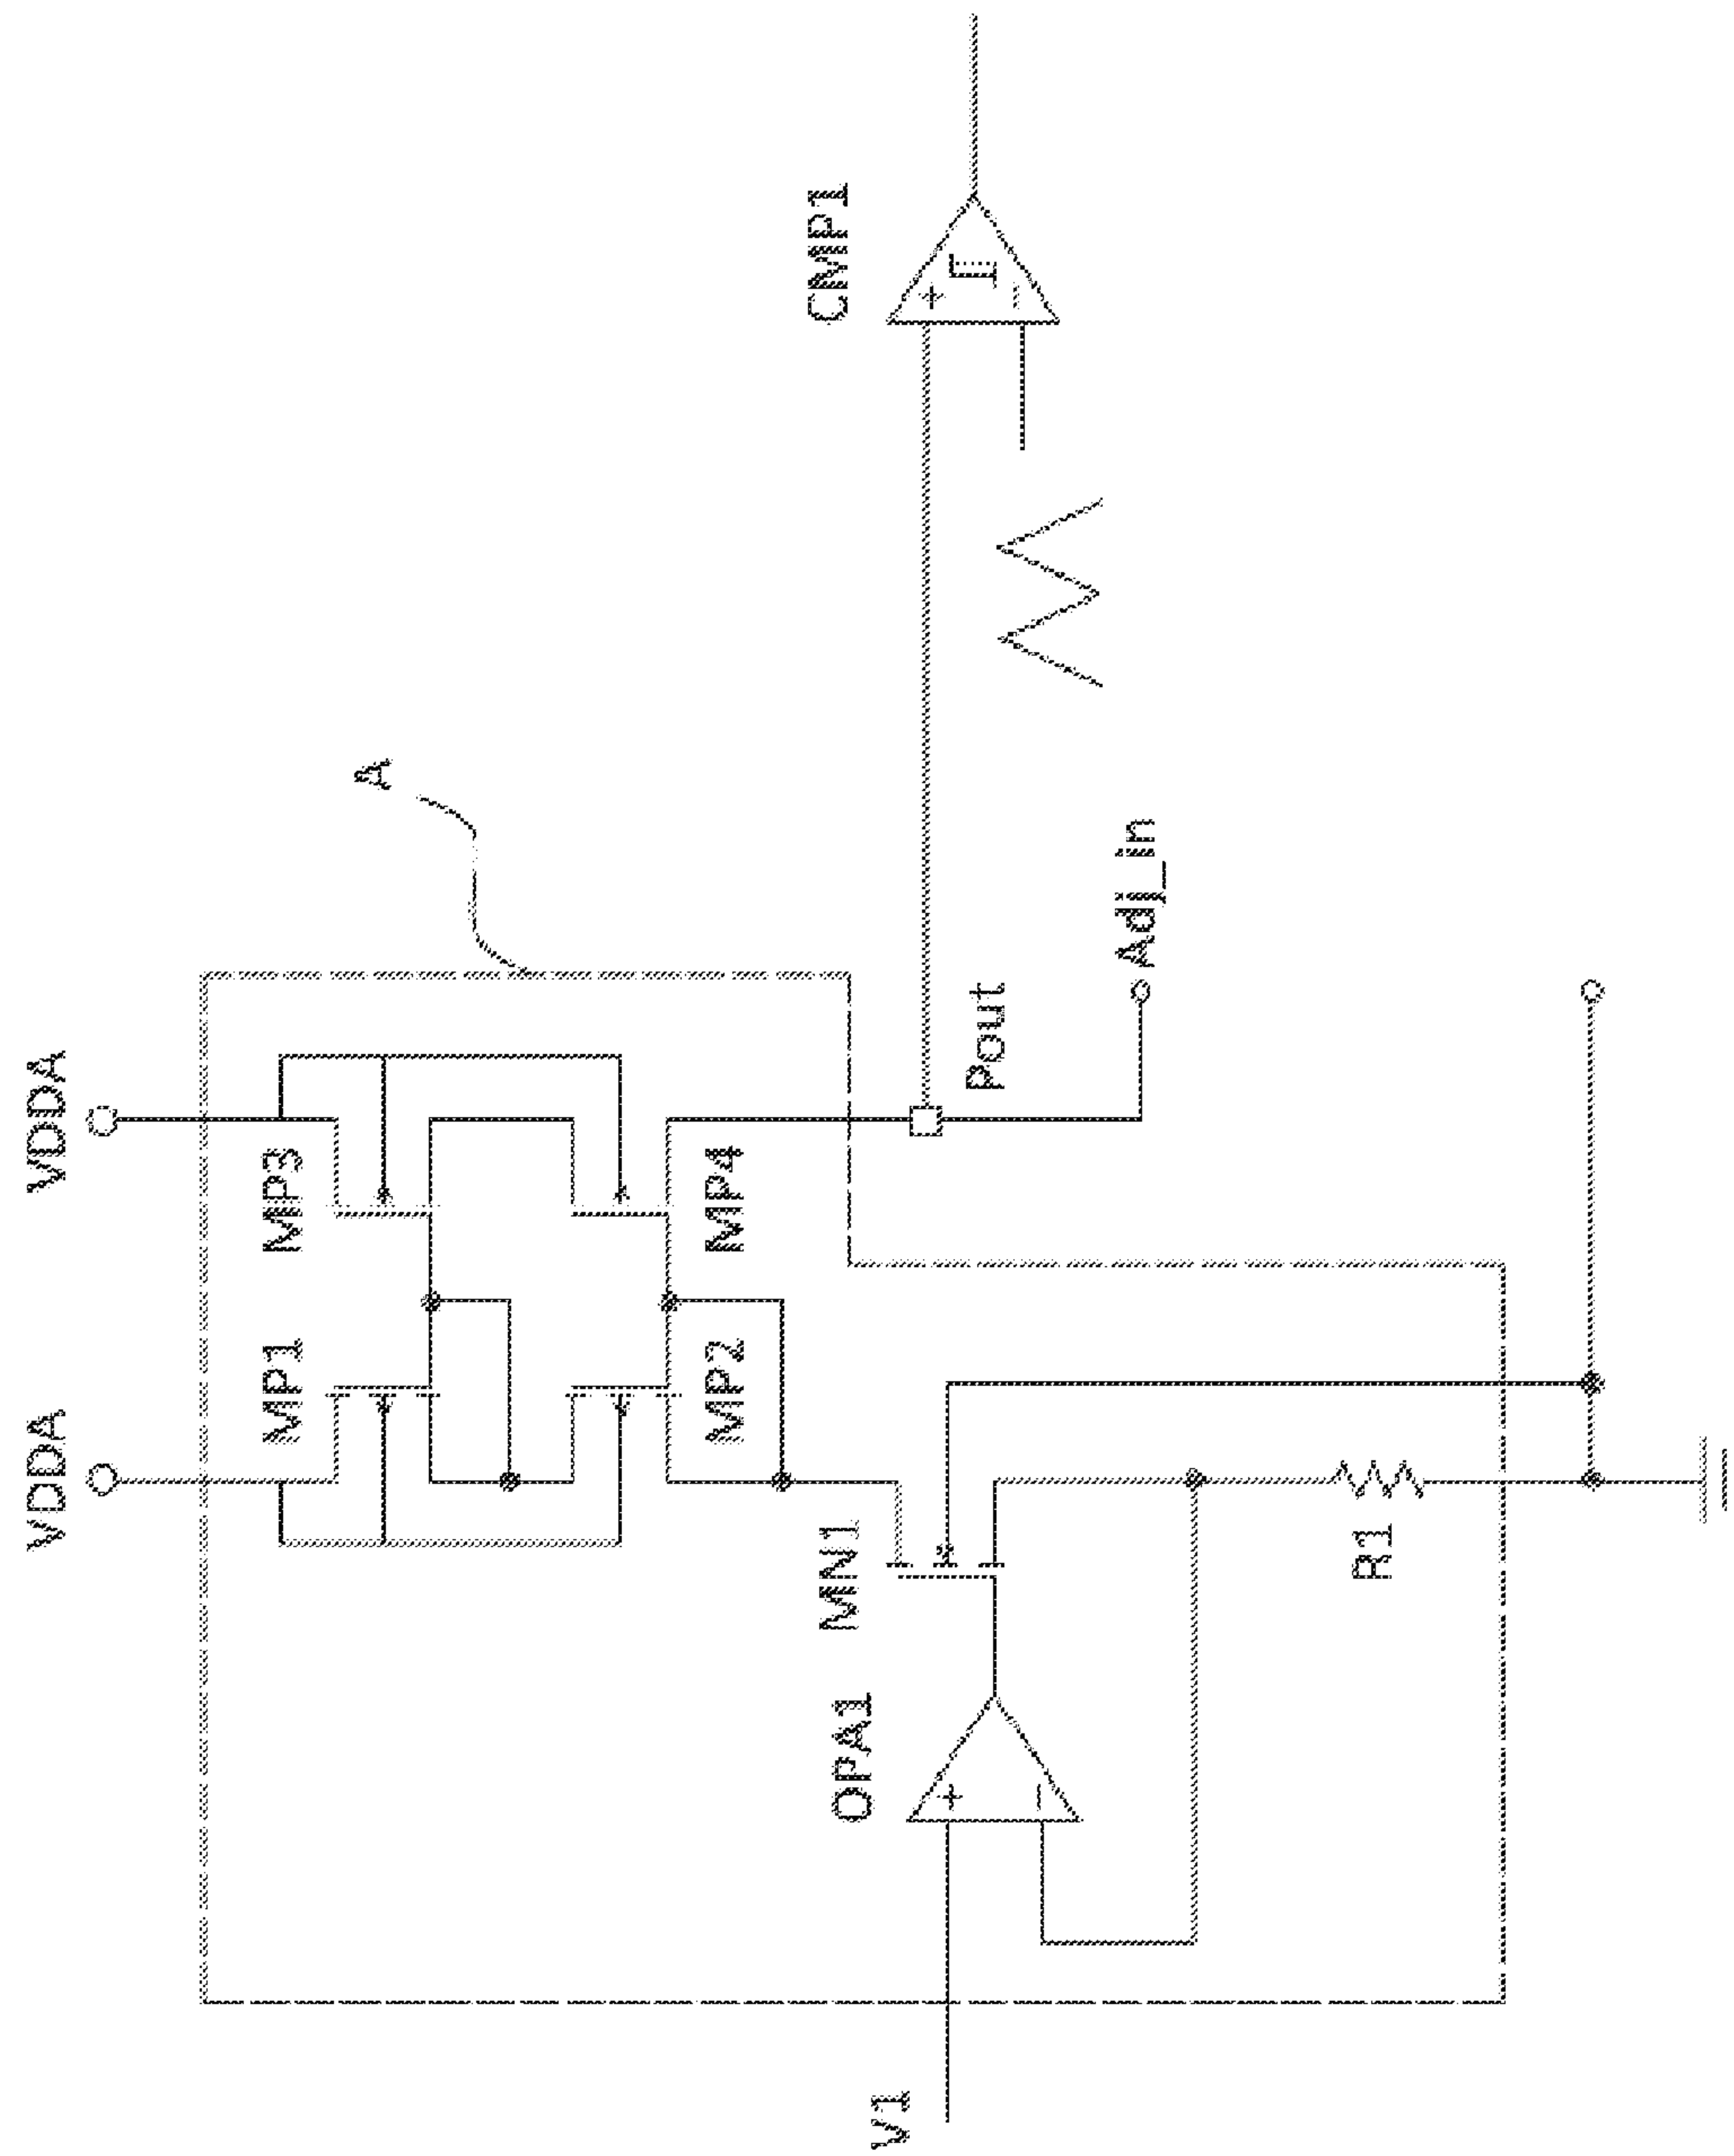 VDDA
VDDA
MP1
MP3
A
MP2
MP4
CMP1
+
−
OPA1
+
−
MN1
V1
Pout
Adj_in
R1